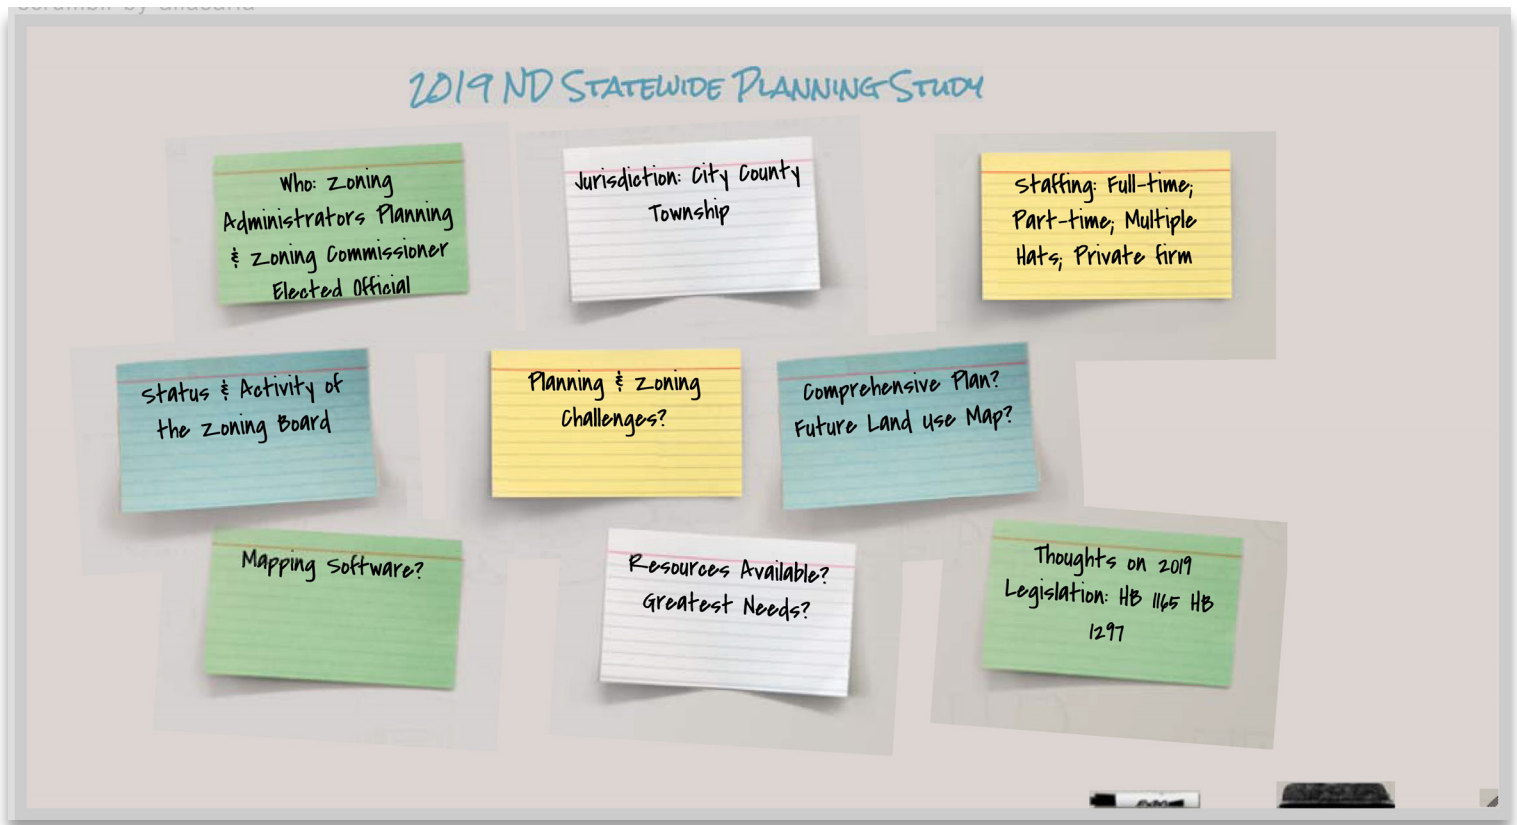 2019 ND Statewide Planning Study
Who: Zoning
Administrators Planning
& Zoning Commissioner
Elected Official
Jurisdiction: City County
Township
Staffing: Full-time;
Part-time; Multiple
Hats; Private firm
Status & Activity of
the Zoning Board
Planning & Zoning
Challenges?
Comprehensive Plan?
Future Land Use Map?
Mapping Software?
Resources Available?
Greatest Needs?
Thoughts on 2019
Legislation: HB 1165 HB
1297